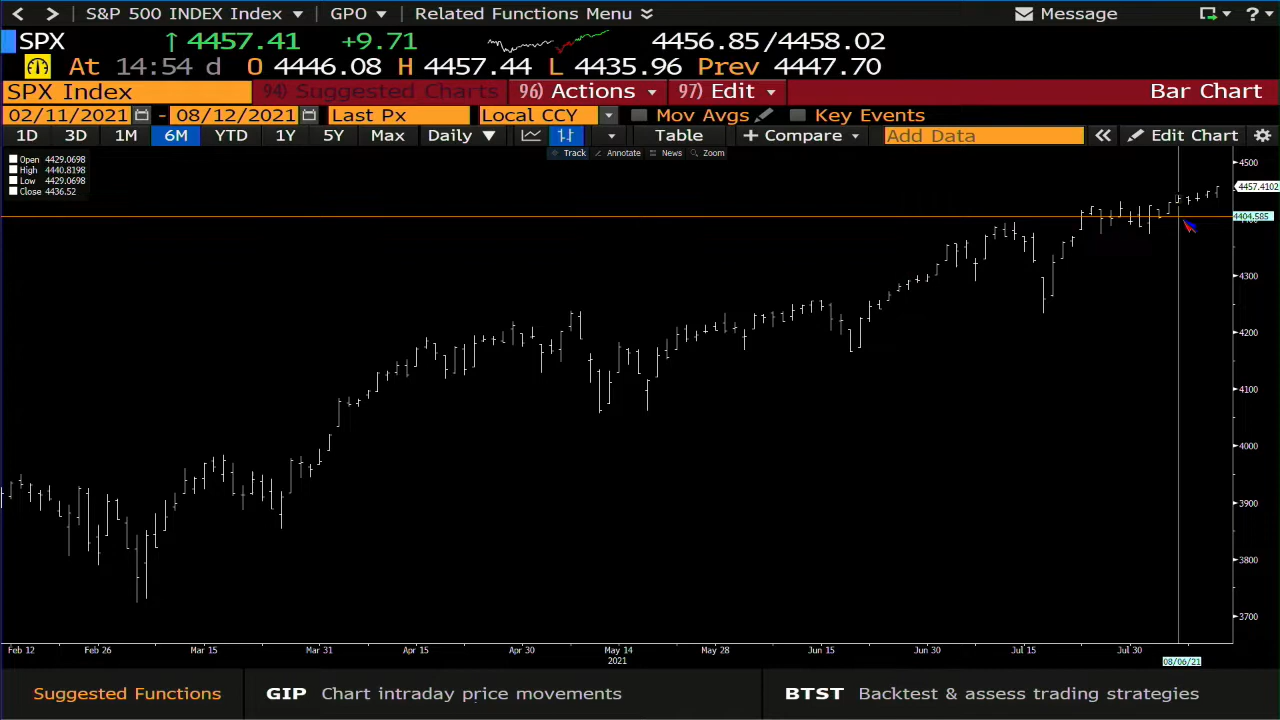 S&P 500 INDEX Index GPO Related Functions Menu Message ?
SPX ↑ 4457.41 +9.71 4456.85/4458.02
At 14:54 d O 4446.08 H 4457.44 L 4435.96 Prev 4447.70
SPX Index 94) Suggested Charts 96) Actions 97) Edit Bar Chart
02/11/2021 - 08/12/2021 Last Px Local CCY Mov Avgs Key Events
1D 3D 1M 6M YTD 1Y 5Y Max Daily ▼ Table + Compare Add Data « Edit Chart
Track Annotate News Zoom
Open 4429.0698
High 4440.8198
Low 4429.0698
Close 4436.52
4500
4457.4102
4404.585
4300
4200
4100
4000
3900
3800
3700
Feb 12 Feb 26 Mar 15 Mar 31 Apr 15 Apr 30 May 14 May 28 Jun 15 Jun 30 Jul 15 Jul 30
2021 08/06/21
Suggested Functions GIP Chart intraday price movements BTST Backtest & assess trading strategies